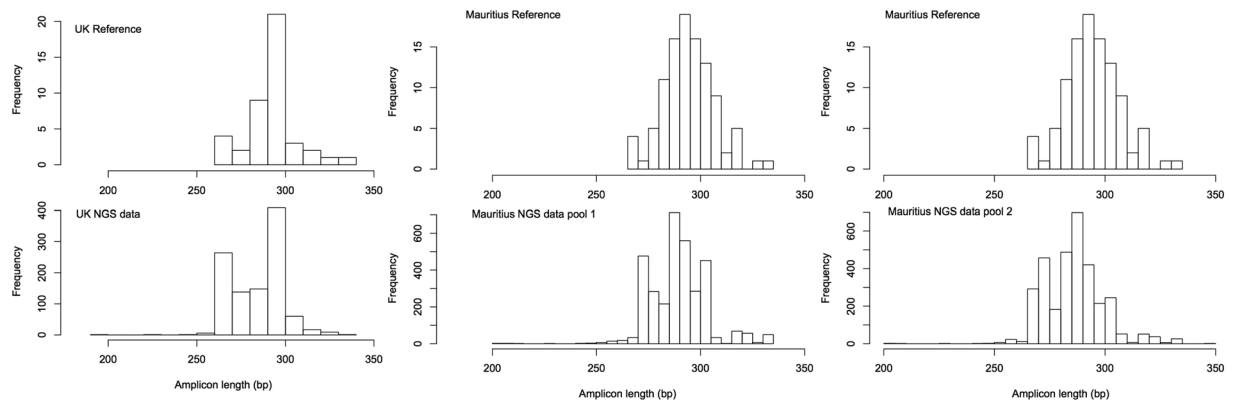 UK Reference
Frequency
0 5 10 15 20
200 250 300 350
Mauritius Reference
Frequency
0 5 10 15
200 250 300 350
Mauritius Reference
Frequency
0 5 10 15
200 250 300 350
UK NGS data
Frequency
0 100 200 300 400
200 250 300 350
Amplicon length (bp)
Mauritius NGS data pool 1
Frequency
0 200 400 600
200 250 300 350
Amplicon length (bp)
Mauritius NGS data pool 2
Frequency
0 200 400 600
200 250 300 350
Amplicon length (bp)